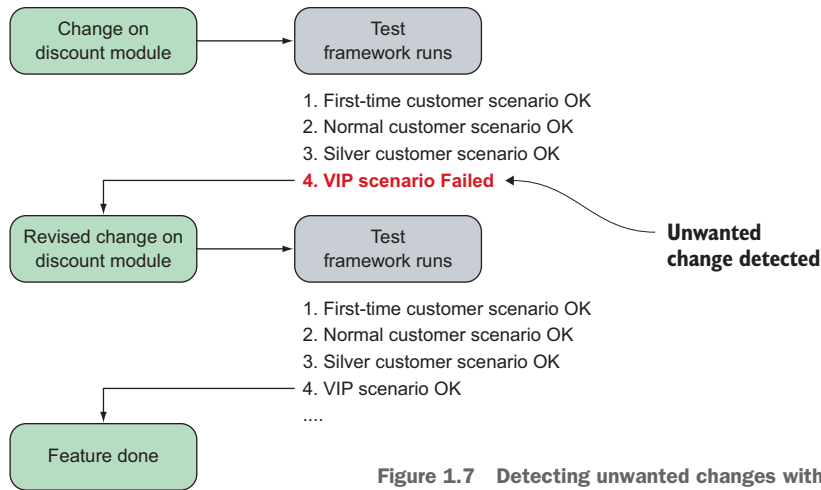 Change on
discount module
Test
framework runs
1. First-time customer scenario OK
2. Normal customer scenario OK
3. Silver customer scenario OK
4. VIP scenario Failed
Unwanted
change detected
Revised change on
discount module
Test
framework runs
1. First-time customer scenario OK
2. Normal customer scenario OK
3. Silver customer scenario OK
4. VIP scenario OK
....
Feature done
Figure 1.7 Detecting unwanted changes with